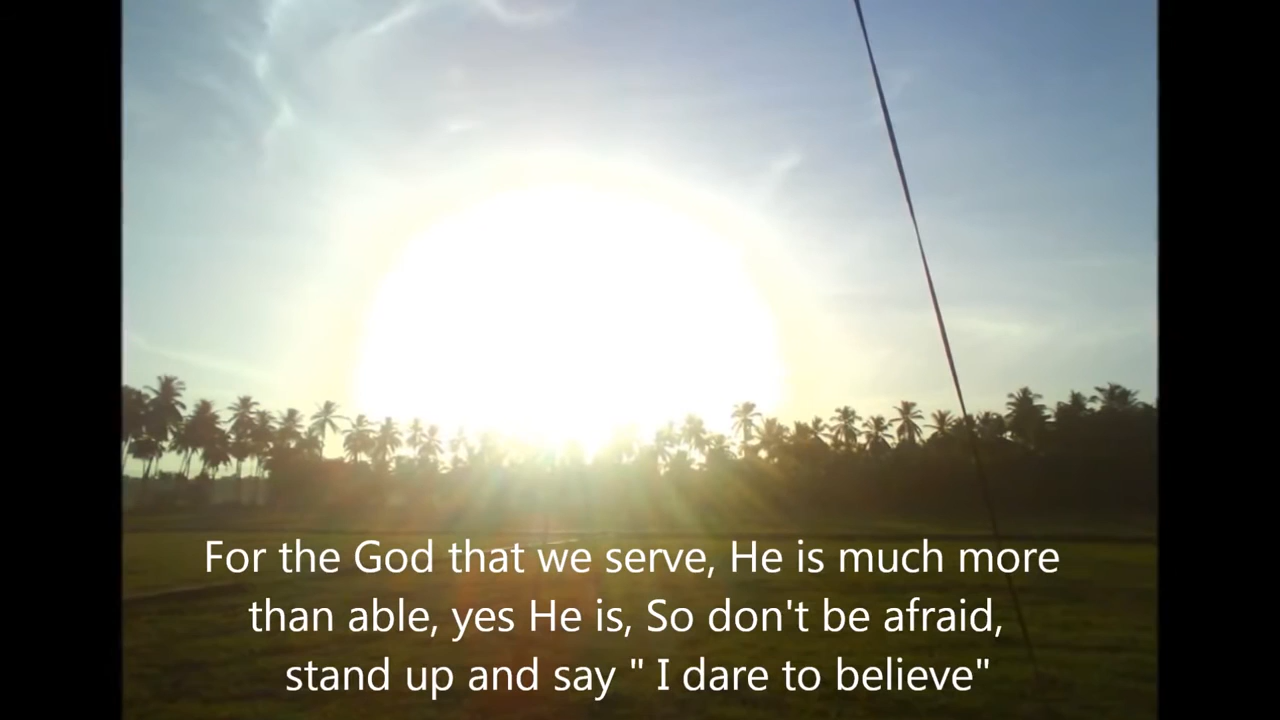 For the God that we serve, He is much more
than able, yes He is, So don't be afraid,
stand up and say " I dare to believe"